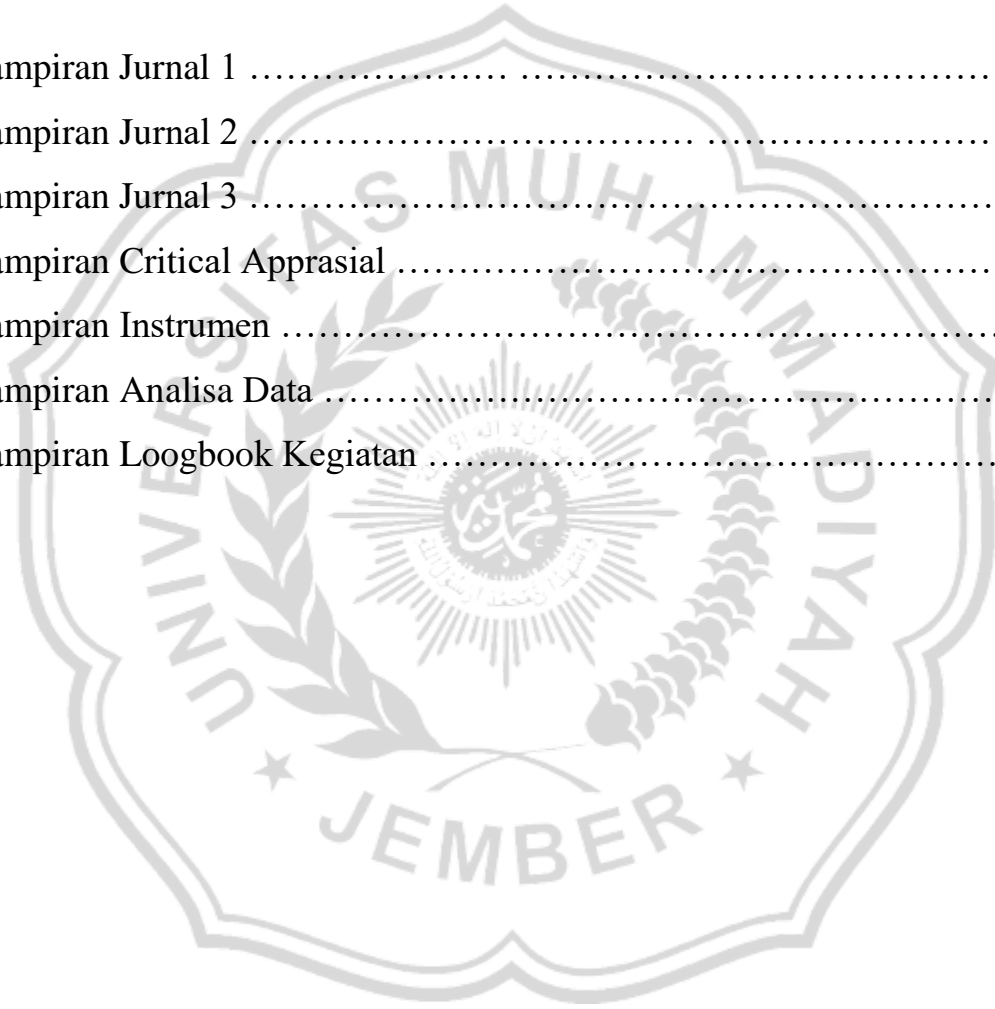 ampiran Jurnal 1 ………………… …………………………………
ampiran Jurnal 2 ……………………………… ……………………
ampiran Jurnal 3 ……………………………………………………
ampiran Critical Apprasial …………………………………………
ampiran Instrumen …………………………………………………
ampiran Analisa Data ………………………………………………
ampiran Loogbook Kegiatan ………………………………………
UNIVERSITAS MUHAMMADIYAH
JEMBER